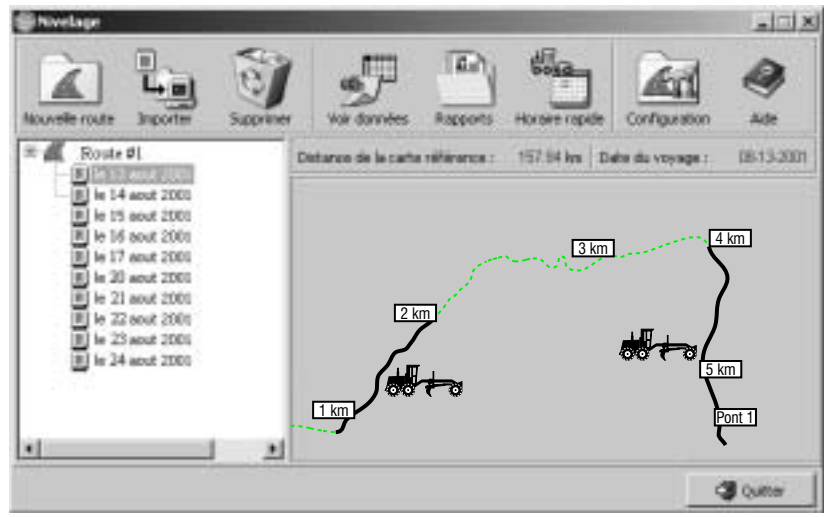 Nivelage
Nouvelle route Importer Supprimer Voir données Rapports Horaire rapide Configuration Aide
Route #1
Distance de la carte référence : 157.94 km Date du voyage : 08-13-2001
le 13 aout 2001
le 14 aout 2001
le 15 aout 2001
le 16 aout 2001
le 17 aout 2001
le 20 aout 2001
le 21 aout 2001
le 22 aout 2001
le 23 aout 2001
le 24 aout 2001
4 km
3 km
2 km
5 km
1 km
Pont 1
Quitter